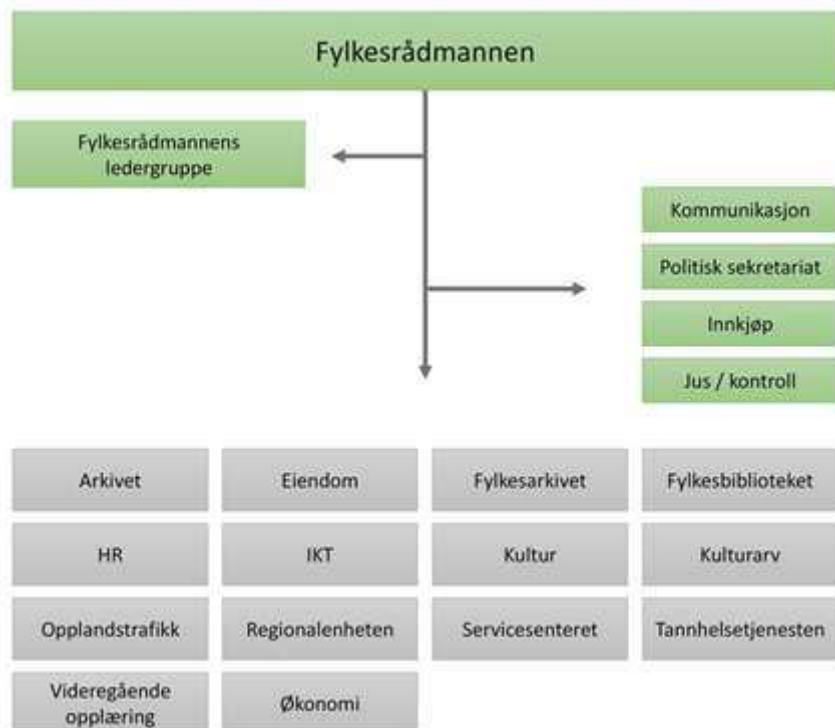 Fylkesrådmannen
Fylkesrådmannens
ledergruppe
Kommunikasjon
Politisk sekretariat
Innkjøp
Jus / kontroll
Arkivet
Eiendom
Fylkesarkivet
Fylkesbiblioteket
HR
IKT
Kultur
Kulturarv
Opplandstrafikk
Regionalenheten
Servicesenteret
Tannhelsetjenesten
Videregående
opplæring
Økonomi